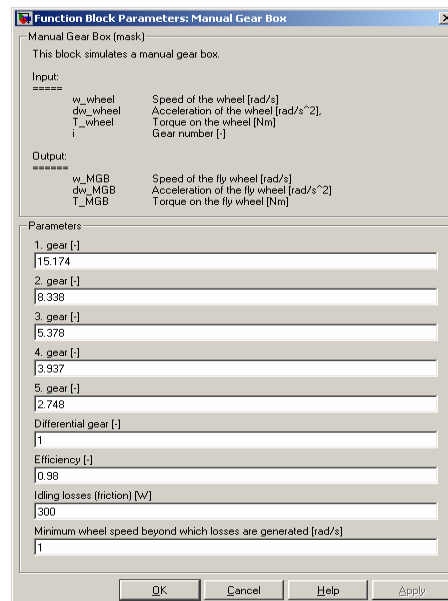 Function Block Parameters: Manual Gear Box
Manual Gear Box (mask)
This block simulates a manual gear box.
Input:
=====
w_wheel Speed of the wheel [rad/s]
dw_wheel Acceleration of the wheel [rad/s^2],
T_wheel Torque on the wheel [Nm]
i Gear number [-]
Output:
======
w_MGB Speed of the fly wheel [rad/s]
dw_MGB Acceleration of the fly wheel [rad/s^2]
T_MGB Torque on the fly wheel [Nm]
Parameters
1. gear [-]
15.174
2. gear [-]
8.338
3. gear [-]
5.378
4. gear [-]
3.937
5. gear [-]
2.748
Differential gear [-]
1
Efficiency [-]
0.98
Idling losses (friction) [W]
300
Minimum wheel speed beyond which losses are generated [rad/s]
1
OK Cancel Help Apply